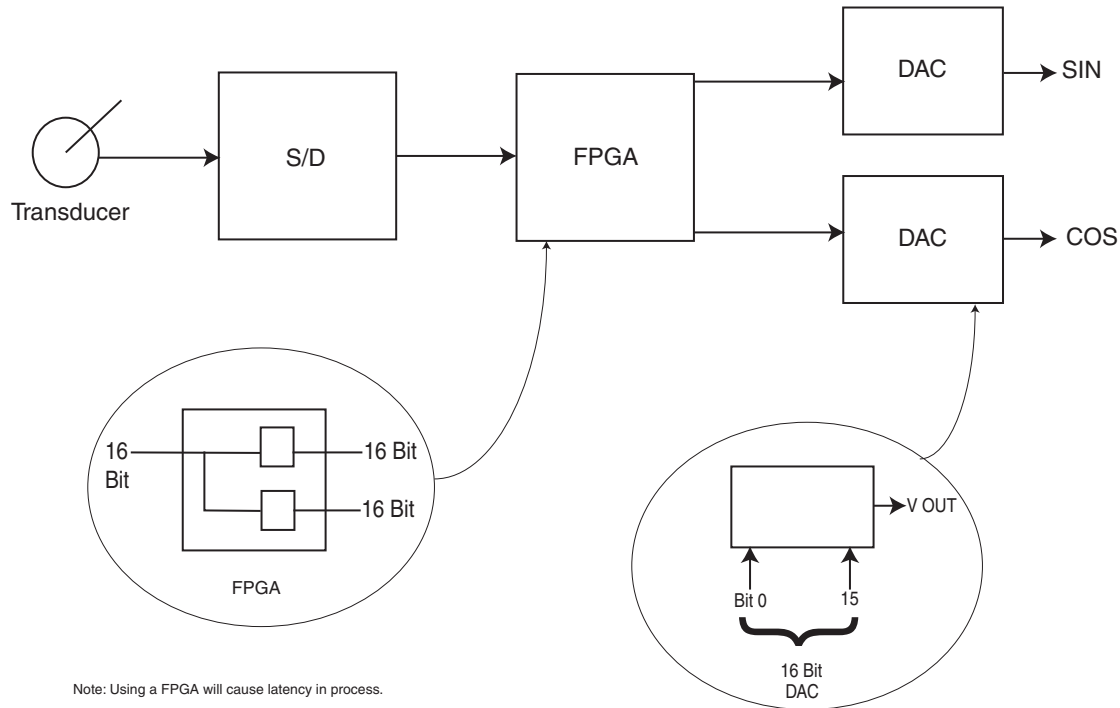 DAC
SIN
S/D
FPGA
Transducer
DAC
COS
16
Bit
16 Bit
16 Bit
FPGA
V OUT
Bit 0
15
16 Bit
DAC
Note: Using a FPGA will cause latency in process.